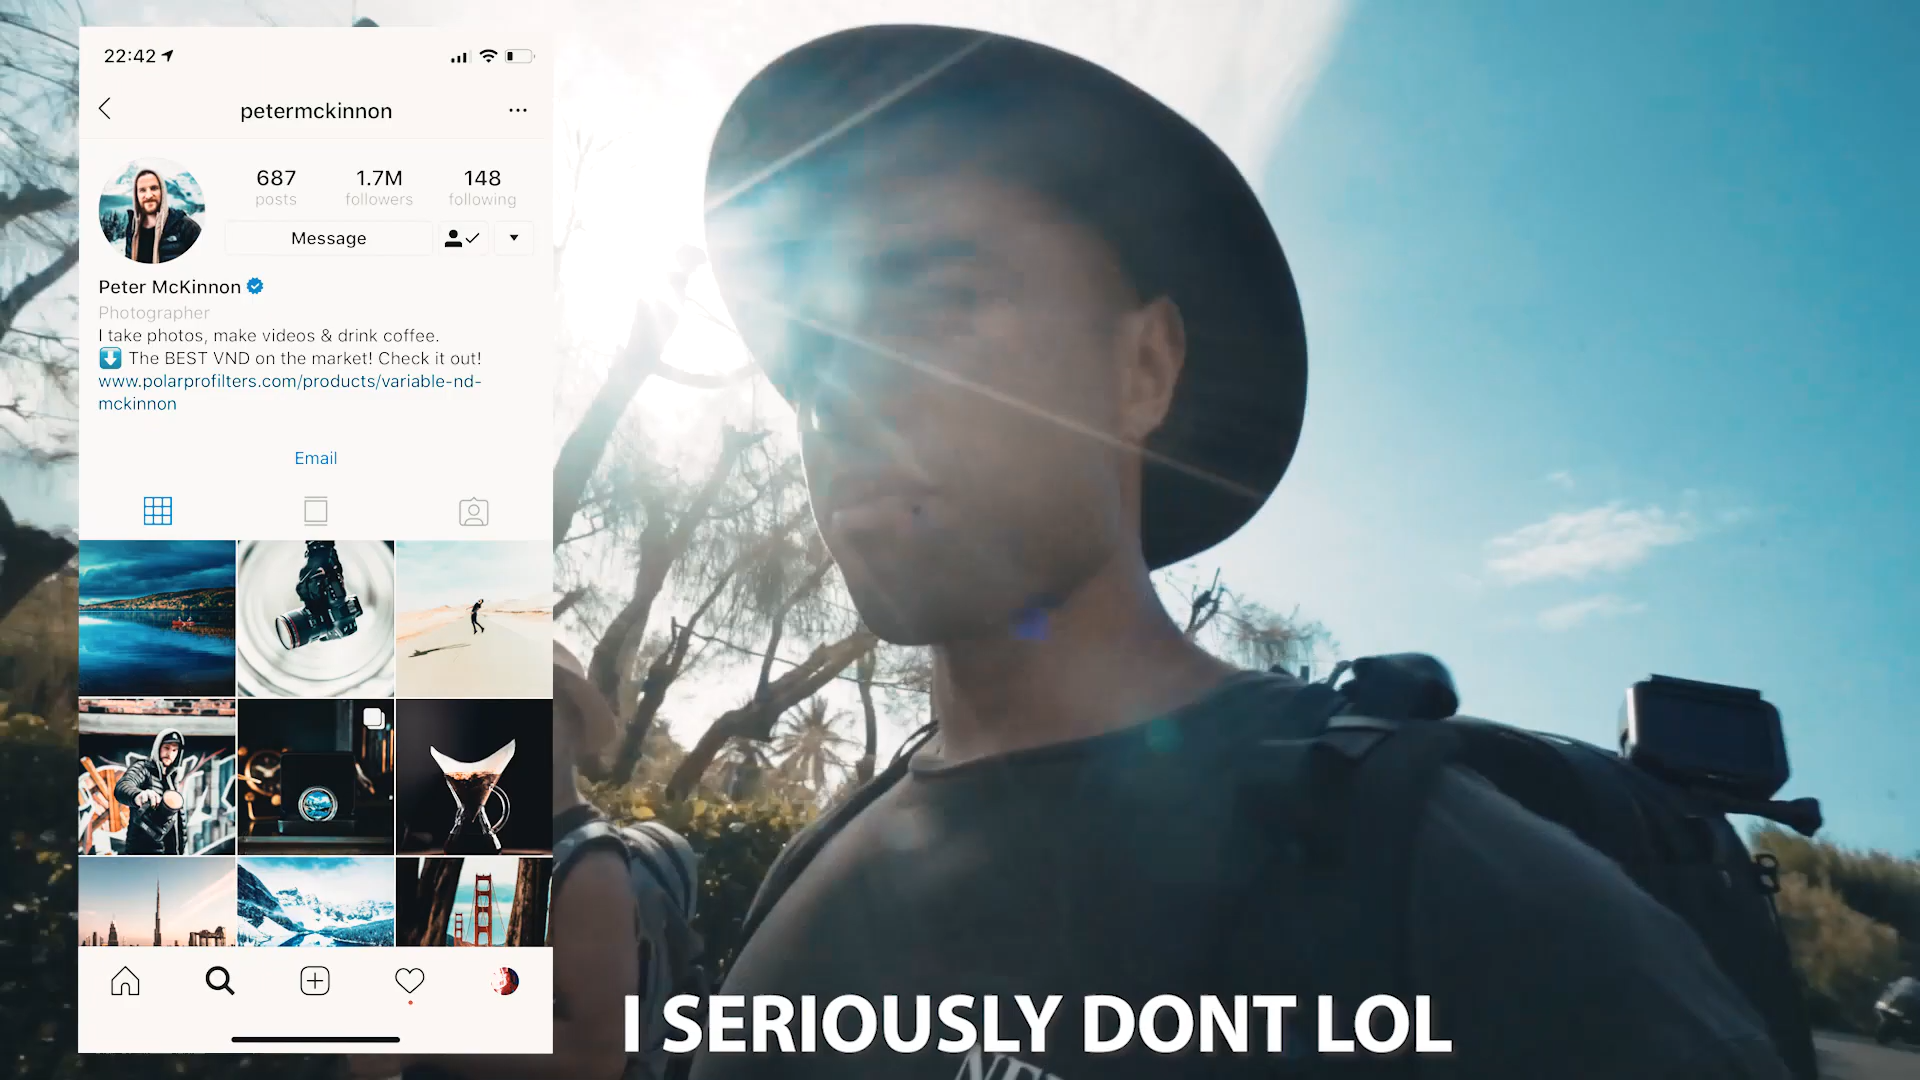 22:42
petermckinnon
687 1.7M 148
posts followers following
Message
Peter McKinnon
Photographer
I take photos, make videos & drink coffee.
The BEST VND on the market! Check it out!
www.polarprofilters.com/products/variable-nd-
mckinnon
Email
I SERIOUSLY DONT LOL